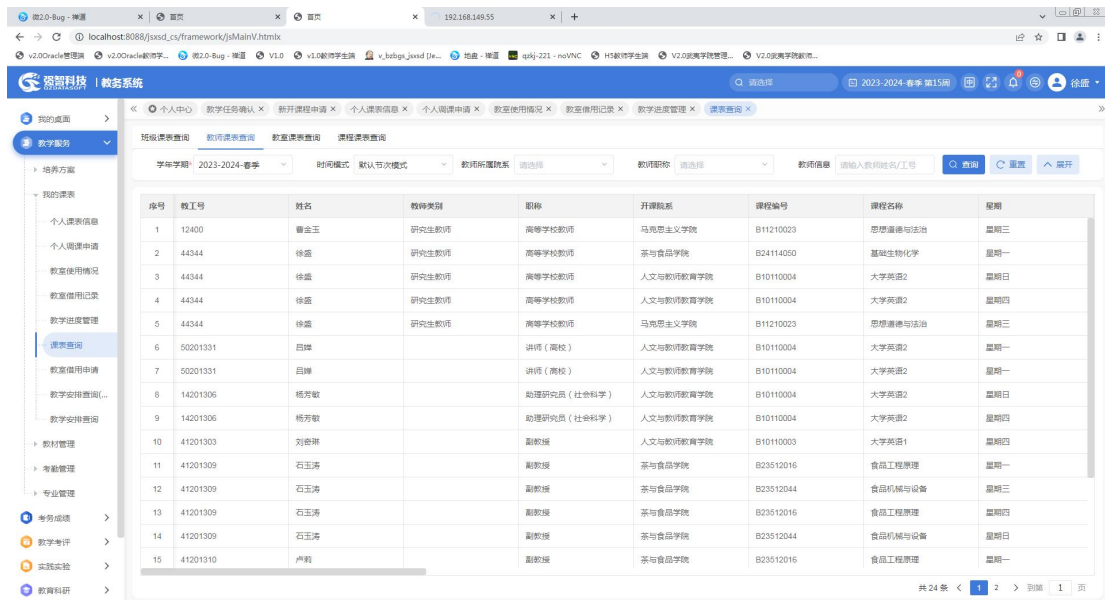 微2.0-Bug - 禅道 × 首页 × 首页 × 192.168.149.55 × +
localhost:8088/jsxsd_cs/framework/jsMainV.htmlx
v2.0Oracle管理端 v2.0Oracle教师学... 微2.0-Bug - 禅道 V1.0 v1.0教师学生端 v_bzbgs_jsxsd [Je... 地盘 - 禅道 qzkj-221 - noVNC H5教师学生端 V2.0武夷学院管理... V2.0武夷学院教师...
强智科技 | 教务系统 请选择 2023-2024-春季 第15周 徐盛
QZDATASOFT
« 个人中心 教学任务确认 × 新开课程申请 × 个人课表信息 × 个人调课申请 × 教室使用情况 × 教室借用记录 × 教学进度管理 × 课表查询 × »
我的桌面
教学服务
培养方案
我的课表
个人课表信息
个人调课申请
教室使用情况
教室借用记录
教学进度管理
课表查询
教室借用申请
教学安排查询(...
教学安排查询
教材管理
考勤管理
专业管理
考务成绩
教学考评
实践实验
教育科研
班级课表查询 教师课表查询 教室课表查询 课程课表查询
学年学期* 2023-2024-春季 时间模式 默认节次模式 教师所属院系 请选择 教师职称 请选择 教师信息 请输入教师姓名/工号 查询 重置 展开
序号 教工号 姓名 教师类别 职称 开课院系 课程编号 课程名称 星期
1 12400 曹金玉 研究生教师 高等学校教师 马克思主义学院 B11210023 思想道德与法治 星期三
2 44344 徐盛 研究生教师 高等学校教师 茶与食品学院 B24114050 基础生物化学 星期一
3 44344 徐盛 研究生教师 高等学校教师 人文与教师教育学院 B10110004 大学英语2 星期日
4 44344 徐盛 研究生教师 高等学校教师 人文与教师教育学院 B10110004 大学英语2 星期四
5 44344 徐盛 研究生教师 高等学校教师 马克思主义学院 B11210023 思想道德与法治 星期三
6 50201331 吕婵 讲师（高校） 人文与教师教育学院 B10110004 大学英语2 星期一
7 50201331 吕婵 讲师（高校） 人文与教师教育学院 B10110004 大学英语2 星期一
8 14201306 杨芳敏 助理研究员（社会科学） 人文与教师教育学院 B10110004 大学英语2 星期日
9 14201306 杨芳敏 助理研究员（社会科学） 人文与教师教育学院 B10110004 大学英语2 星期四
10 41201303 刘奇琳 副教授 人文与教师教育学院 B10110003 大学英语1 星期四
11 41201309 石玉涛 副教授 茶与食品学院 B23512016 食品工程原理 星期一
12 41201309 石玉涛 副教授 茶与食品学院 B23512044 食品机械与设备 星期三
13 41201309 石玉涛 副教授 茶与食品学院 B23512016 食品工程原理 星期四
14 41201309 石玉涛 副教授 茶与食品学院 B23512044 食品机械与设备 星期日
15 41201310 卢莉 副教授 茶与食品学院 B23512016 食品工程原理 星期一
共 24 条 < 1 2 > 到第 1 页